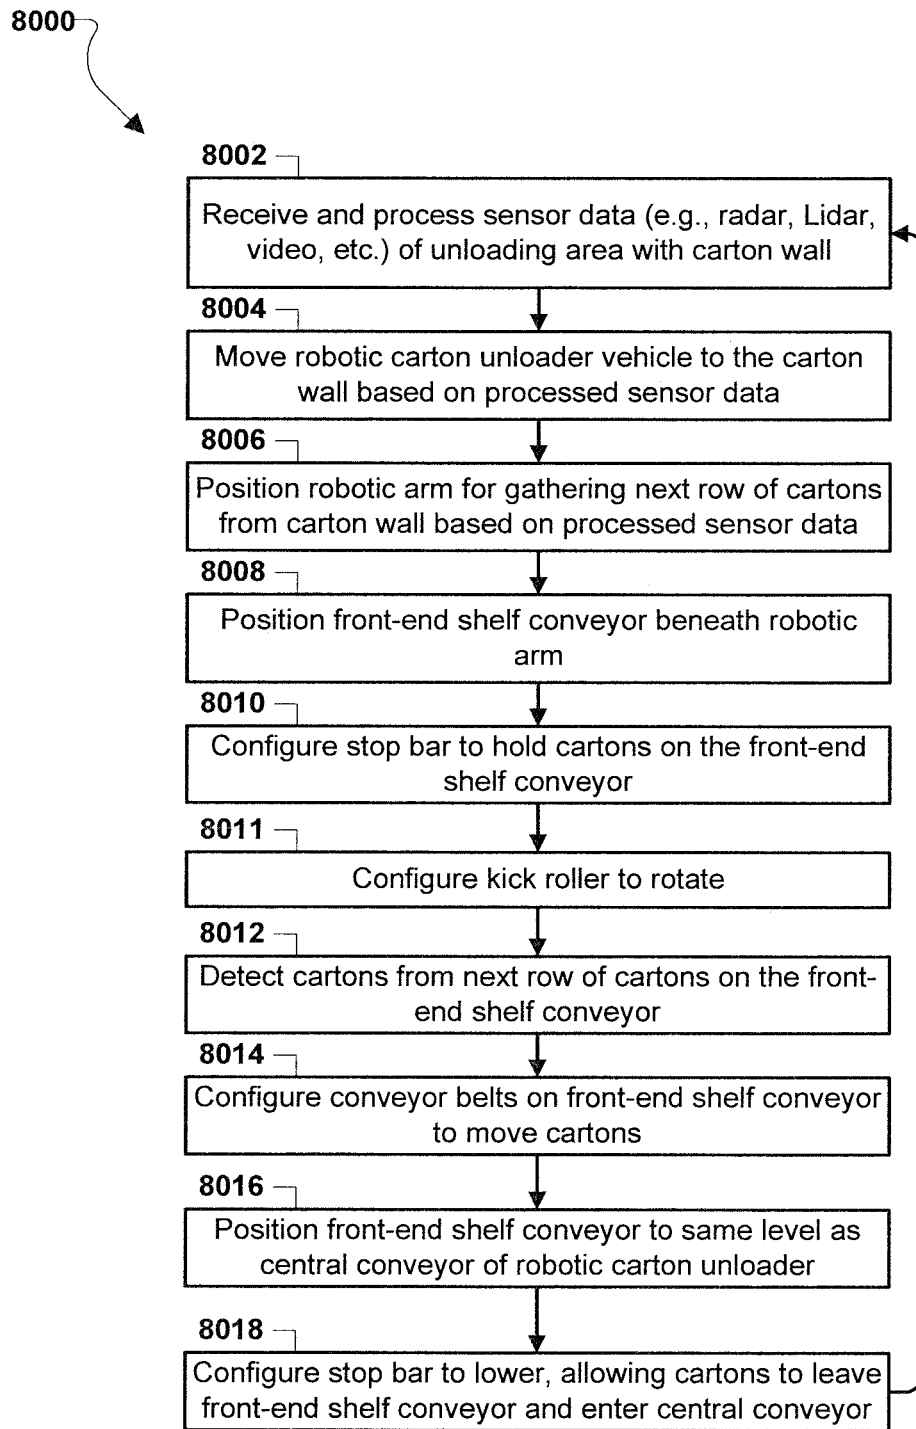 8000
8002
Receive and process sensor data (e.g., radar, Lidar,
video, etc.) of unloading area with carton wall
8004
Move robotic carton unloader vehicle to the carton
wall based on processed sensor data
8006
Position robotic arm for gathering next row of cartons
from carton wall based on processed sensor data
8008
Position front-end shelf conveyor beneath robotic
arm
8010
Configure stop bar to hold cartons on the front-end
shelf conveyor
8011
Configure kick roller to rotate
8012
Detect cartons from next row of cartons on the front-
end shelf conveyor
8014
Configure conveyor belts on front-end shelf conveyor
to move cartons
8016
Position front-end shelf conveyor to same level as
central conveyor of robotic carton unloader
8018
Configure stop bar to lower, allowing cartons to leave
front-end shelf conveyor and enter central conveyor